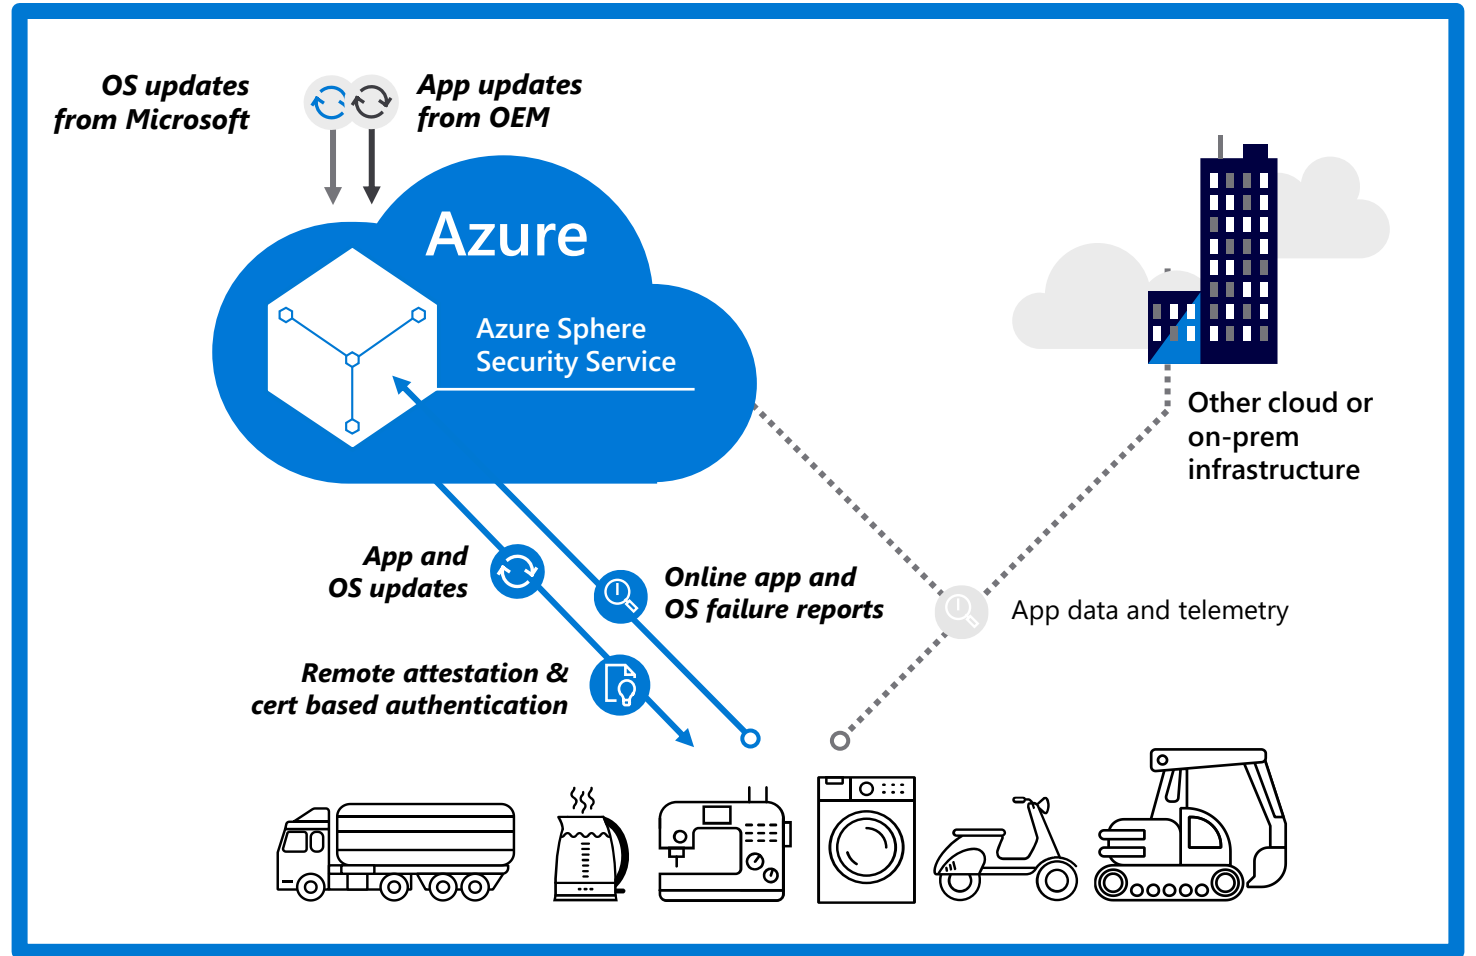 OS updates
from Microsoft
App updates
from OEM
Azure
Azure Sphere
Security Service
Other cloud or
on-prem
infrastructure
App and
OS updates
Online app and
OS failure reports
App data and telemetry
Remote attestation &
cert based authentication